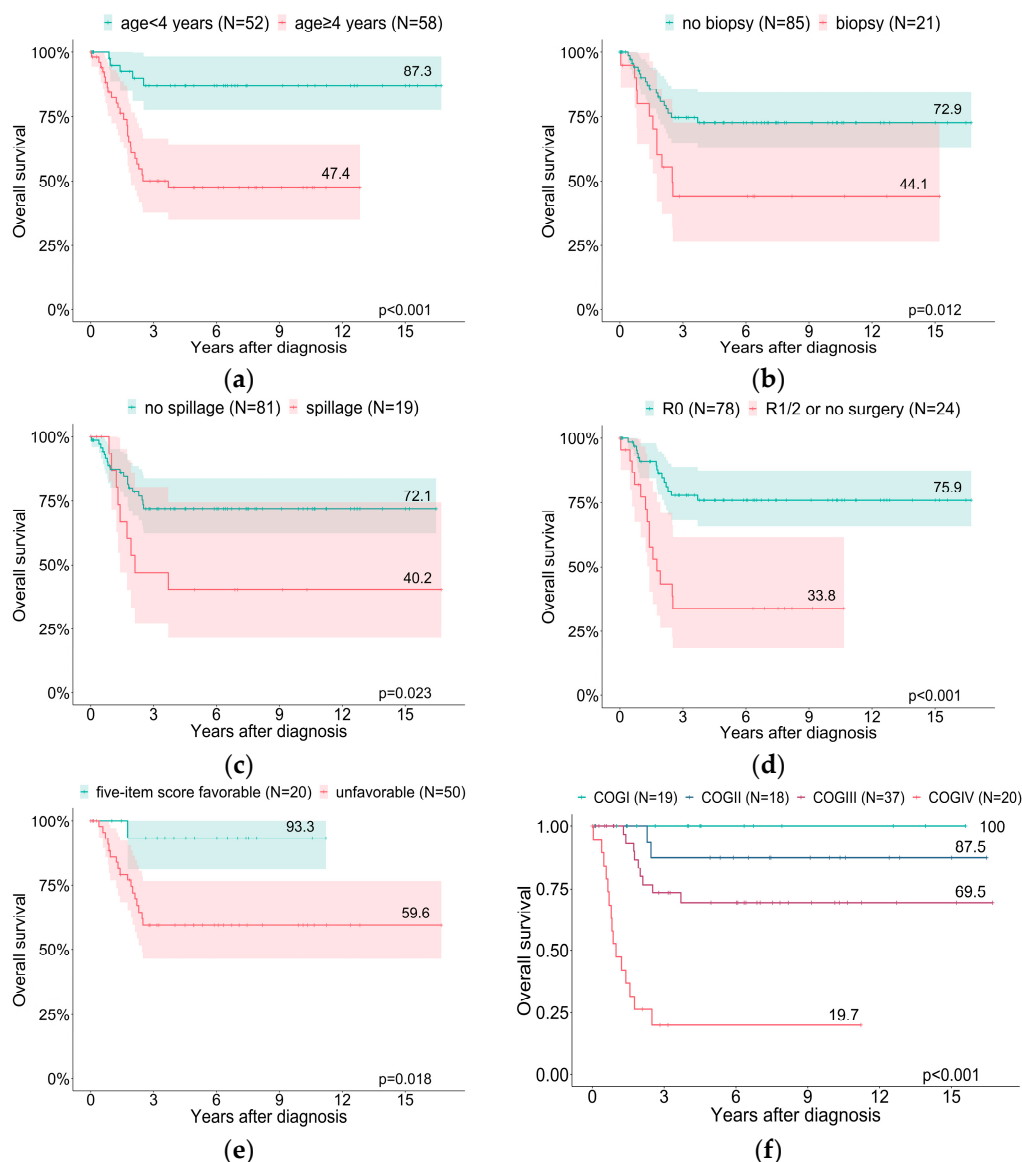 age<4 years (N=52) age≥4 years (N=58)
100%
75%
50%
25%
0%
Overall survival
87.3
47.4
p<0.001
0 3 6 9 12 15
Years after diagnosis
(a)
no biopsy (N=85) biopsy (N=21)
100%
75%
50%
25%
0%
Overall survival
72.9
44.1
p=0.012
0 3 6 9 12 15
Years after diagnosis
(b)
no spillage (N=81) spillage (N=19)
100%
75%
50%
25%
0%
Overall survival
72.1
40.2
p=0.023
0 3 6 9 12 15
Years after diagnosis
(c)
R0 (N=78) R1/2 or no surgery (N=24)
100%
75%
50%
25%
0%
Overall survival
75.9
33.8
p<0.001
0 3 6 9 12 15
Years after diagnosis
(d)
five-item score favorable (N=20) unfavorable (N=50)
100%
75%
50%
25%
0%
Overall survival
93.3
59.6
p=0.018
0 3 6 9 12 15
Years after diagnosis
(e)
COGI (N=19) COGII (N=18) COGIII (N=37) COGIV (N=20)
1.00
0.75
0.50
0.25
0.00
Overall survival
100
87.5
69.5
19.7
p<0.001
0 3 6 9 12 15
Years after diagnosis
(f)